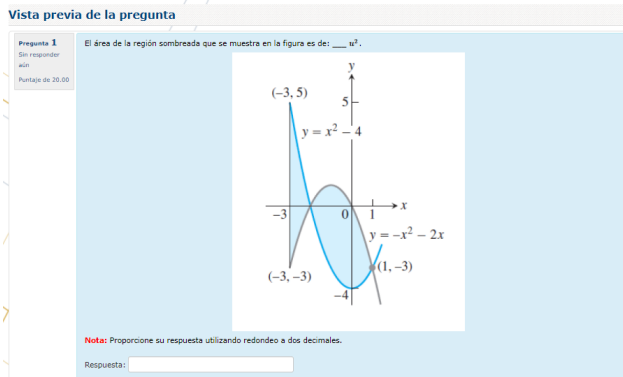 Vista previa de la pregunta
Pregunta 1
Sin responder
aún
Puntaje de 20.00
El área de la región sombreada que se muestra en la figura es de: ___ u².
y
(−3, 5)
5
y = x² − 4
x
−3
0
1
y = −x² − 2x
(−3, −3)
(1, −3)
−4
Nota: Proporcione su respuesta utilizando redondeo a dos decimales.
Respuesta: